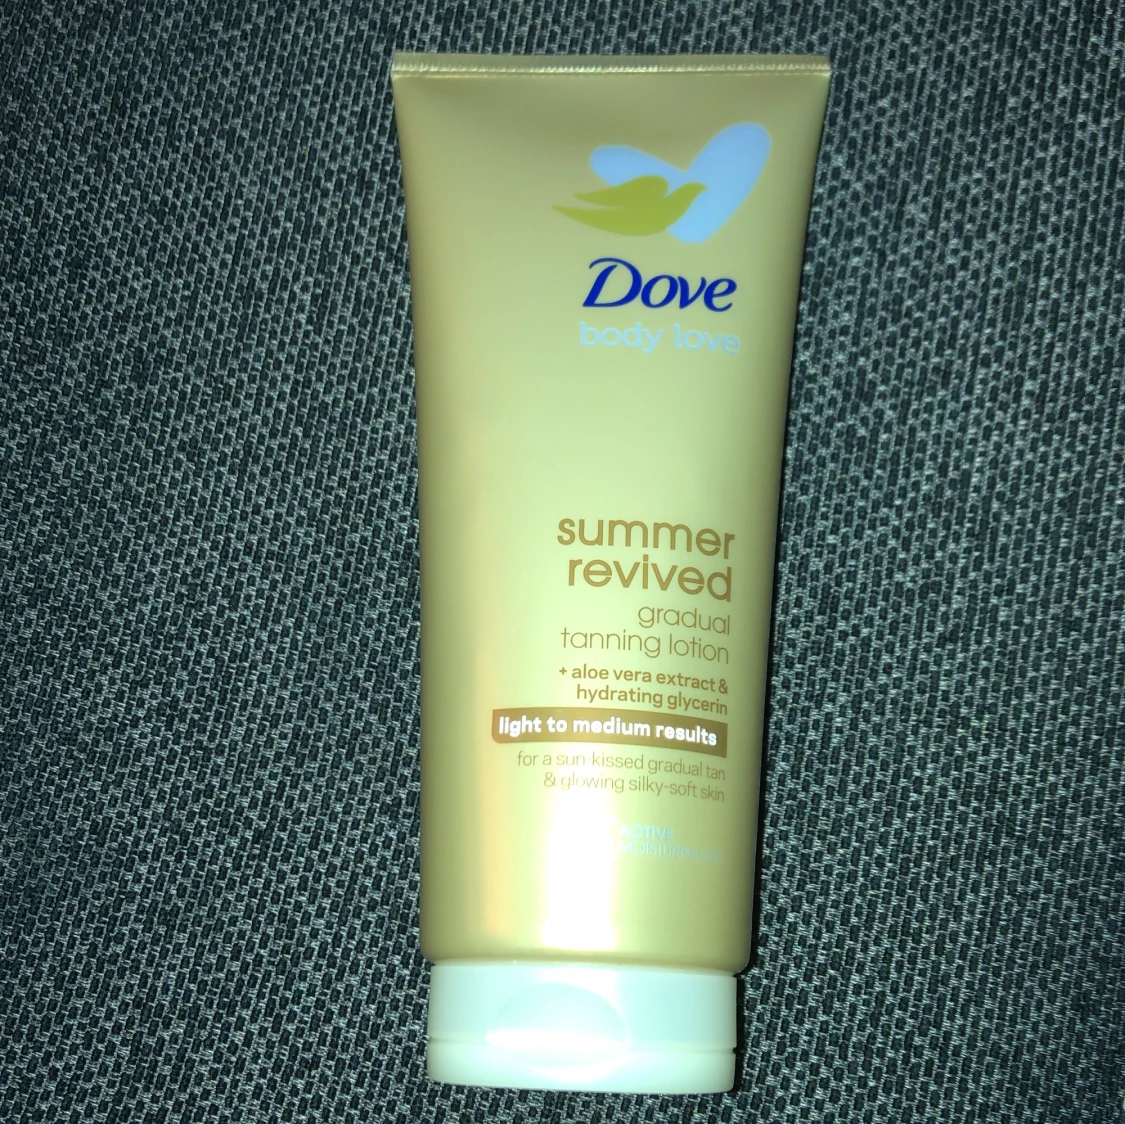 Dove
body love
summer
revived
gradual
tanning lotion
+ aloe vera extract &
hydrating glycerin
light to medium results
for a sun-kissed gradual tan
& glowing silky-soft skin
ACTIVE